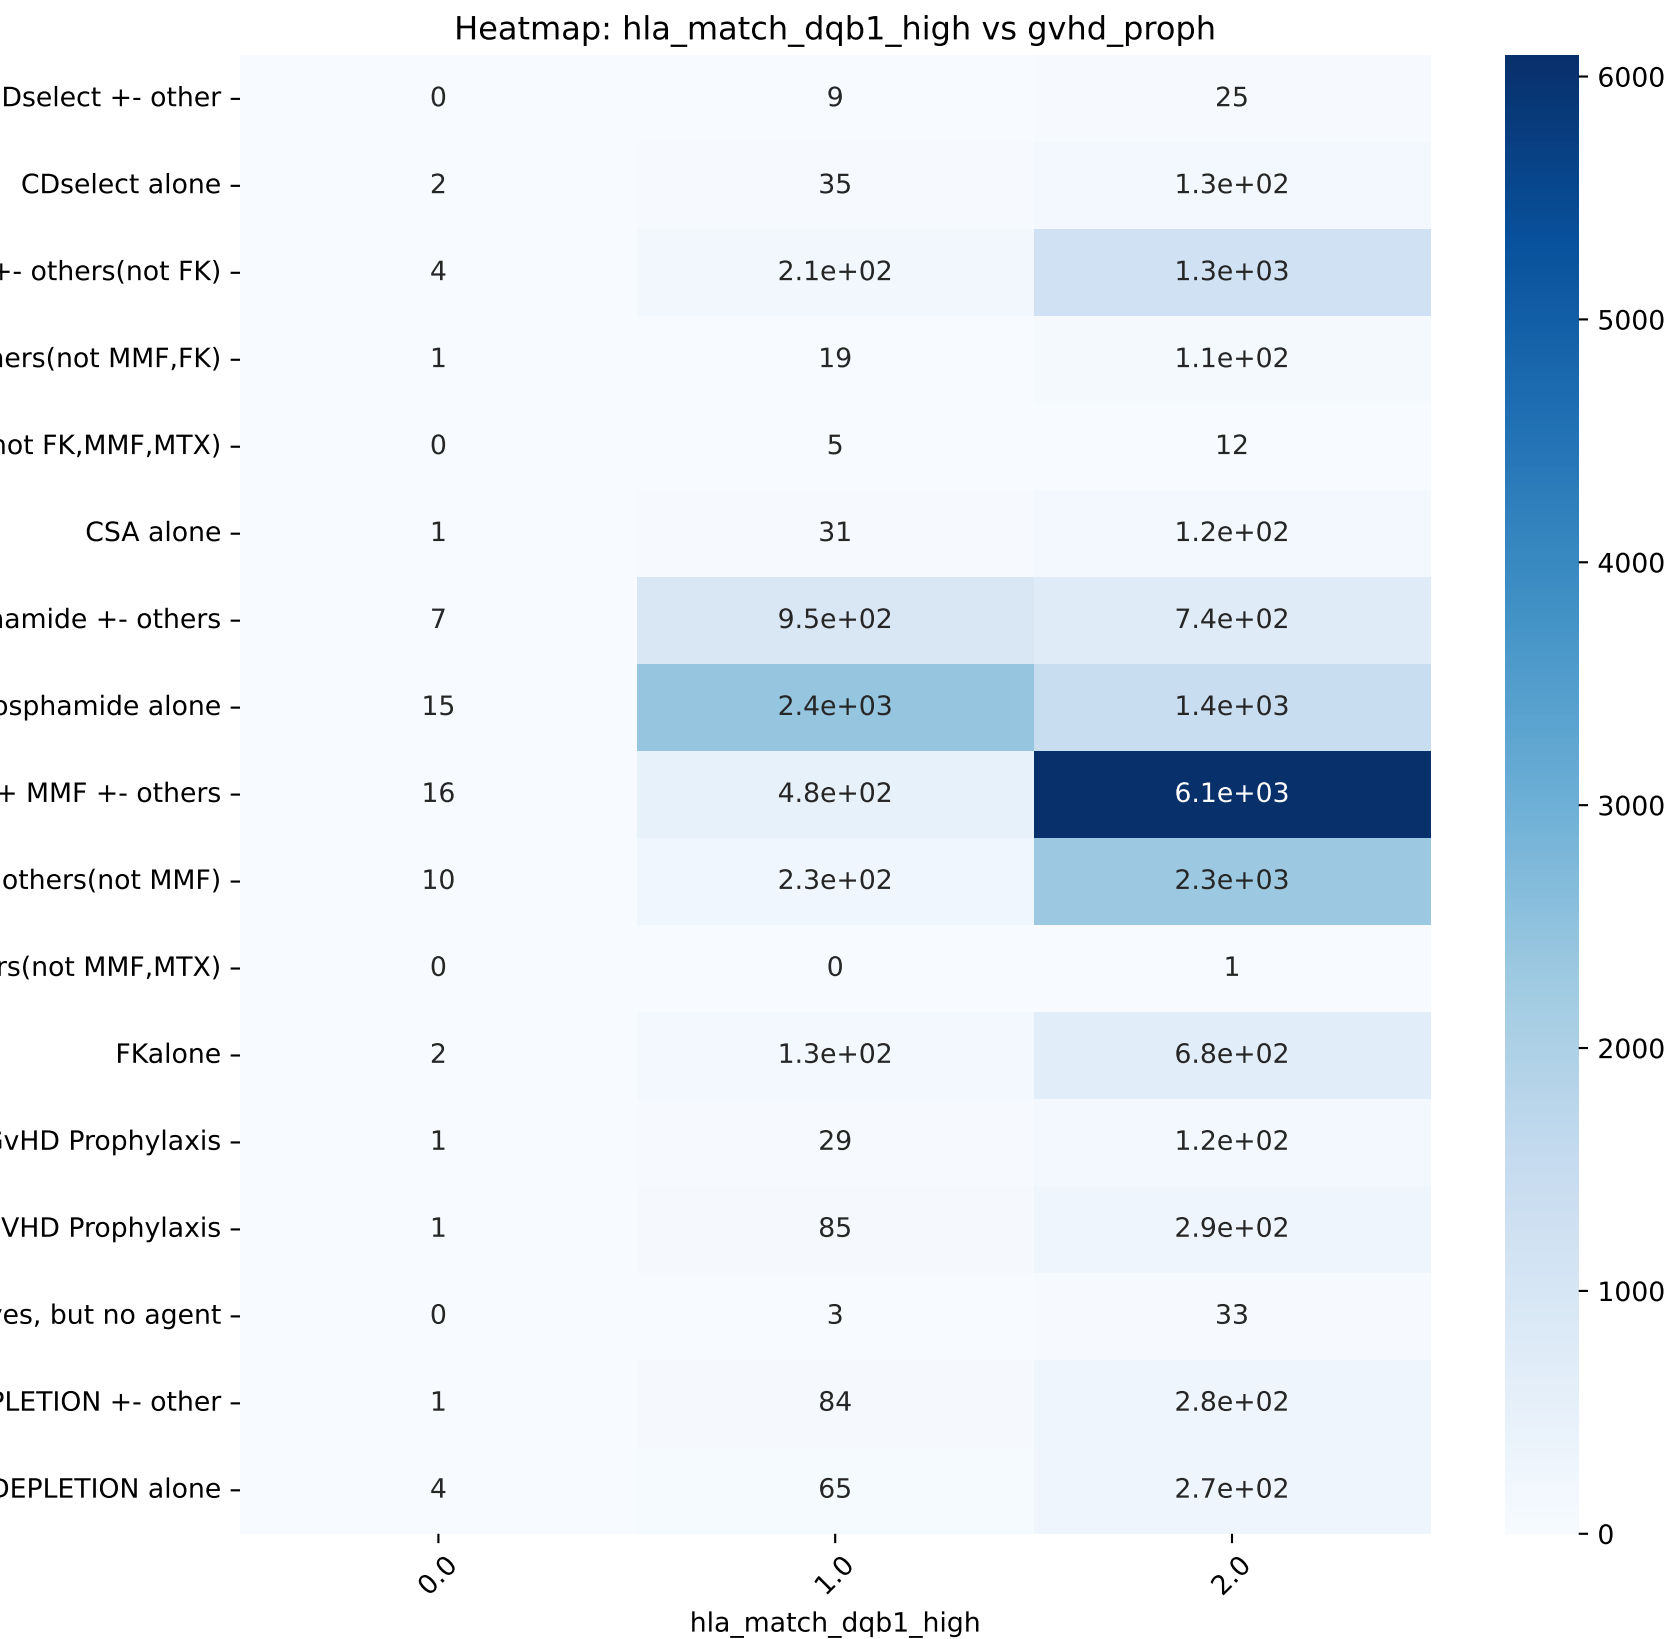 Heatmap: hla_match_dqb1_high vs gvhd_proph
Dselect +- other 0 9 25
CDselect alone 2 35 1.3e+02
+- others(not FK) 4 2.1e+02 1.3e+03
ers(not MMF,FK) 1 19 1.1e+02
not FK,MMF,MTX) 0 5 12
CSA alone 1 31 1.2e+02
amide +- others 7 9.5e+02 7.4e+02
osphamide alone 15 2.4e+03 1.4e+03
+ MMF +- others 16 4.8e+02 6.1e+03
others(not MMF) 10 2.3e+02 2.3e+03
rs(not MMF,MTX) 0 0 1
FKalone 2 1.3e+02 6.8e+02
GvHD Prophylaxis 1 29 1.2e+02
VHD Prophylaxis 1 85 2.9e+02
yes, but no agent 0 3 33
PLETION +- other 1 84 2.8e+02
DEPLETION alone 4 65 2.7e+02
0.0 1.0 2.0
hla_match_dqb1_high
6000
5000
4000
3000
2000
1000
0